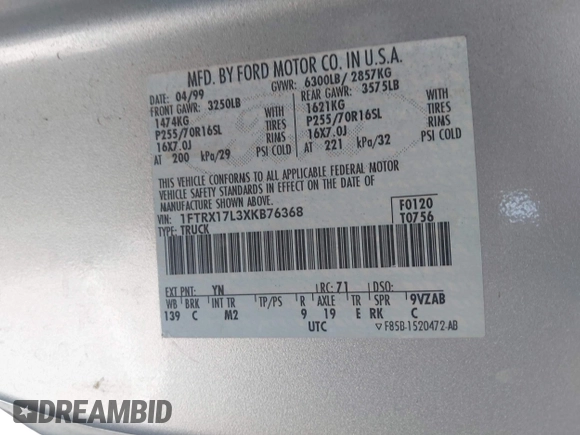 MFD. BY FORD MOTOR CO. IN U.S.A.
DATE: 04/99 GVWR: 6300LB/ 2857KG
FRONT GAWR: 3250LB REAR GAWR: 3575LB
1474KG WITH 1621KG WITH
P255/70R16SL TIRES P255/70R16SL TIRES
16X7.0J RINS 16X7.0J RINS
AT 200 kPa/29 PSI COLD AT 221 kPa/32 PSI COLD
THIS VEHICLE CONFORMS TO ALL APPLICABLE FEDERAL MOTOR
VEHICLE SAFETY STANDARDS IN EFFECT ON THE DATE OF
MANUFACTURE SHOWN ABOVE.
VIN: 1FTRX17L3XKB76368 F0120
TYPE: TRUCK T0756
EXT PNT: YN RC: 71 DSO:
WB BRK INT TR TP/PS R AXLE TR SPR 9VZAB
139 C M2 9 19 E RK C
UTC F85B-1520472-AB
DREAMBID